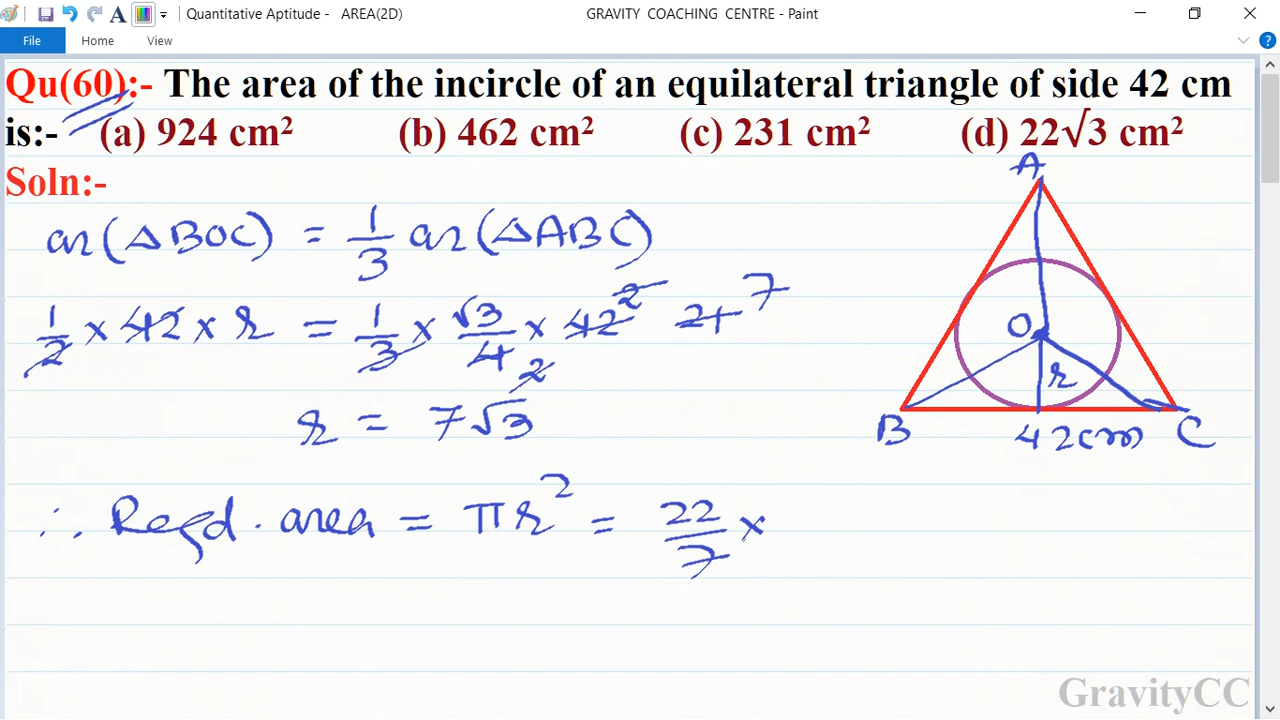 Quantitative Aptitude - AREA(2D) GRAVITY COACHING CENTRE - Paint
File Home View
Qu(60):- The area of the incircle of an equilateral triangle of side 42 cm
is:- (a) 924 cm² (b) 462 cm² (c) 231 cm² (d) 22√3 cm²
Soln:-
ar(△BOC) = 1/3 ar(△ABC)
1/2 × 42 × r = 1/3 × √3/4 × 42² 21 7
2
r = 7√3
∴ Reqd. area = πr² = 22/7 ×
A
O
r
B 42cm C
GravityCC